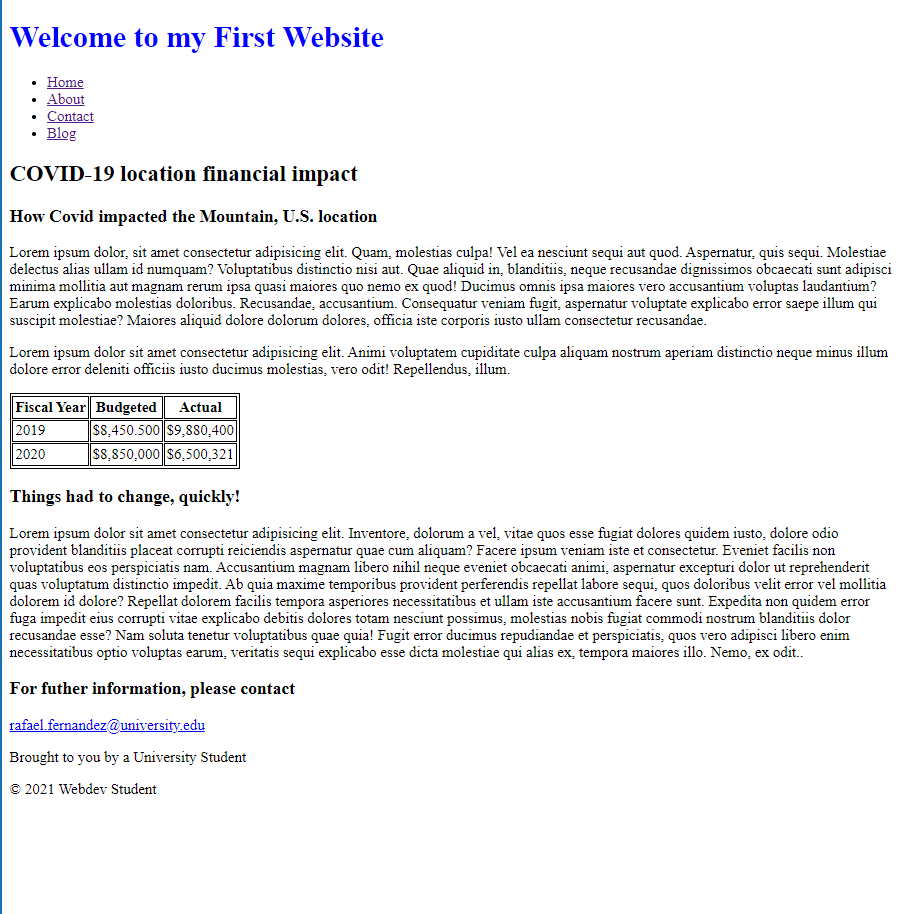 Welcome to my First Website
Home
About
Contact
Blog
COVID-19 location financial impact
How Covid impacted the Mountain, U.S. location
Lorem ipsum dolor, sit amet consectetur adipisicing elit. Quam, molestias culpa! Vel ea nesciunt sequi aut quod. Aspernatur, quis sequi. Molestiae
delectus alias ullam id numquam? Voluptatibus distinctio nisi aut. Quae aliquid in, blanditiis, neque recusandae dignissimos obcaecati sunt adipisci
minima mollitia aut magnam rerum ipsa quasi maiores quo nemo ex quod! Ducimus omnis ipsa maiores vero accusantium voluptas laudantium?
Earum explicabo molestias doloribus. Recusandae, accusantium. Consequatur veniam fugit, aspernatur voluptate explicabo error saepe illum qui
suscipit molestiae? Maiores aliquid dolore dolorum dolores, officia iste corporis iusto ullam consectetur recusandae.
Lorem ipsum dolor sit amet consectetur adipisicing elit. Animi voluptatem cupiditate culpa aliquam nostrum aperiam distinctio neque minus illum
dolore error deleniti officiis iusto ducimus molestias, vero odit! Repellendus, illum.
Fiscal Year Budgeted Actual
2019 $8,450.500 $9,880,400
2020 $8,850,000 $6,500,321
Things had to change, quickly!
Lorem ipsum dolor sit amet consectetur adipisicing elit. Inventore, dolorum a vel, vitae quos esse fugiat dolores quidem iusto, dolore odio
provident blanditiis placeat corrupti reiciendis aspernatur quae cum aliquam? Facere ipsum veniam iste et consectetur. Eveniet facilis non
voluptatibus eos perspiciatis nam. Accusantium magnam libero nihil neque eveniet obcaecati animi, aspernatur excepturi dolor ut reprehenderit
quas voluptatum distinctio impedit. Ab quia maxime temporibus provident perferendis repellat labore sequi, quos doloribus velit error vel mollitia
dolorem id dolore? Repellat dolorem facilis tempora asperiores necessitatibus et ullam iste accusantium facere sunt. Expedita non quidem error
fuga impedit eius corrupti vitae explicabo debitis dolores totam nesciunt possimus, molestias nobis fugiat commodi nostrum blanditiis dolor
recusandae esse? Nam soluta tenetur voluptatibus quae quia! Fugit error ducimus repudiandae et perspiciatis, quos vero adipisci libero enim
necessitatibus optio voluptas earum, veritatis sequi explicabo esse dicta molestiae qui alias ex, tempora maiores illo. Nemo, ex odit..
For futher information, please contact
rafael.fernandez@university.edu
Brought to you by a University Student
© 2021 Webdev Student